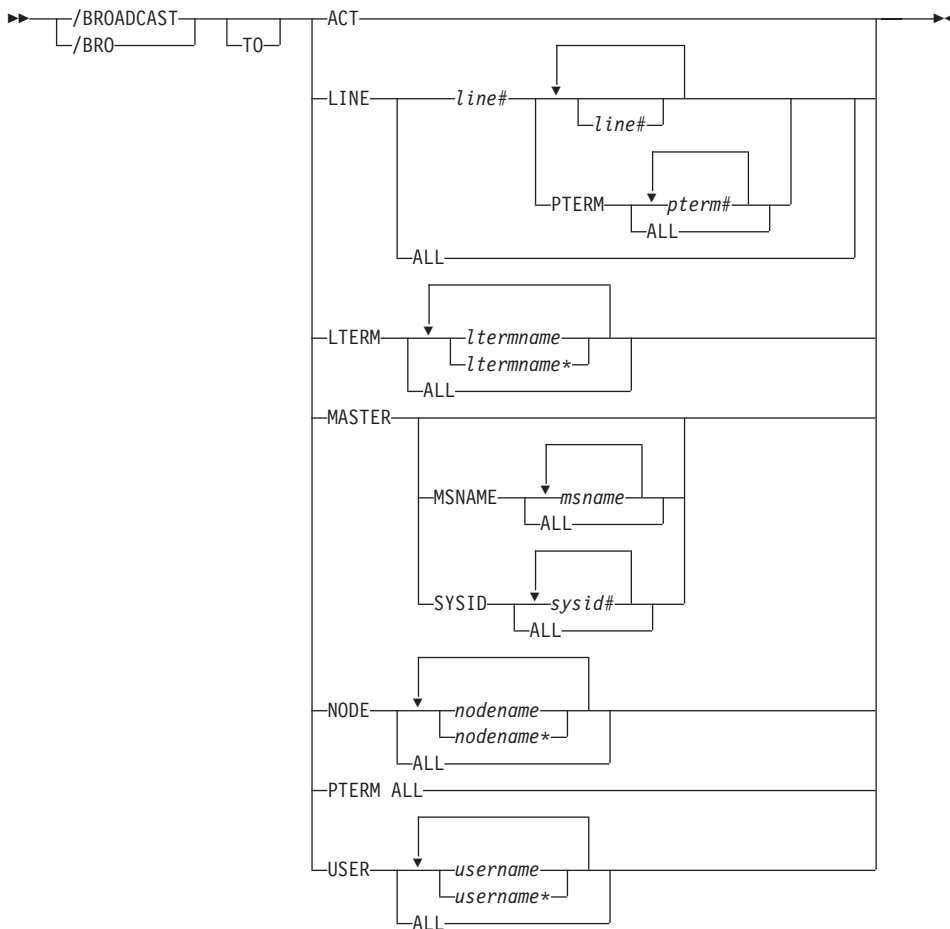 /BROADCAST TO ACT
/BRO
LINE line#
line#
PTERM pterm#
ALL
ALL
LTERM ltermname
ltermname*
ALL
MASTER
MSNAME msname
ALL
SYSID sysid#
ALL
NODE nodename
nodename*
ALL
PTERM ALL
USER username
username*
ALL